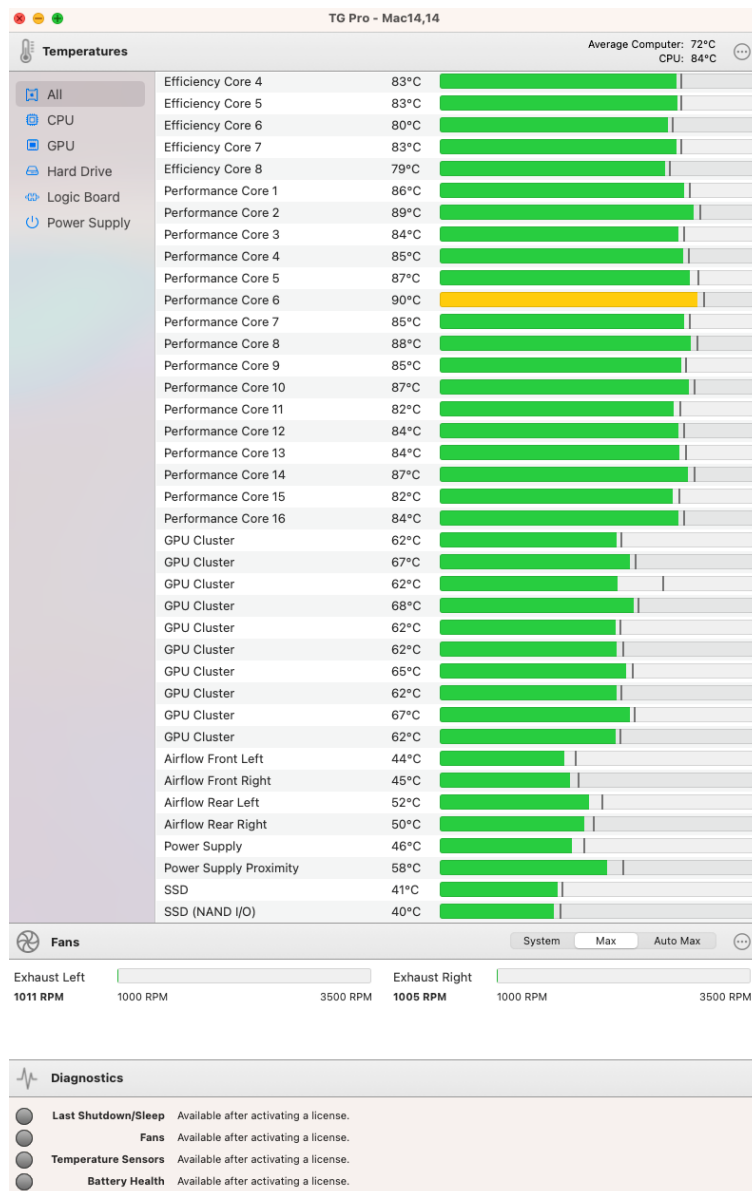 TG Pro - Mac14,14
Temperatures
Average Computer: 72°C
CPU: 84°C
All
CPU
GPU
Hard Drive
Logic Board
Power Supply
Efficiency Core 4 83°C
Efficiency Core 5 83°C
Efficiency Core 6 80°C
Efficiency Core 7 83°C
Efficiency Core 8 79°C
Performance Core 1 86°C
Performance Core 2 89°C
Performance Core 3 84°C
Performance Core 4 85°C
Performance Core 5 87°C
Performance Core 6 90°C
Performance Core 7 85°C
Performance Core 8 88°C
Performance Core 9 85°C
Performance Core 10 87°C
Performance Core 11 82°C
Performance Core 12 84°C
Performance Core 13 84°C
Performance Core 14 87°C
Performance Core 15 82°C
Performance Core 16 84°C
GPU Cluster 62°C
GPU Cluster 67°C
GPU Cluster 62°C
GPU Cluster 68°C
GPU Cluster 62°C
GPU Cluster 62°C
GPU Cluster 65°C
GPU Cluster 62°C
GPU Cluster 67°C
GPU Cluster 62°C
Airflow Front Left 44°C
Airflow Front Right 45°C
Airflow Rear Left 52°C
Airflow Rear Right 50°C
Power Supply 46°C
Power Supply Proximity 58°C
SSD 41°C
SSD (NAND I/O) 40°C
Fans System Max Auto Max
Exhaust Left Exhaust Right
1011 RPM 1000 RPM 3500 RPM 1005 RPM 1000 RPM 3500 RPM
Diagnostics
Last Shutdown/Sleep Available after activating a license.
Fans Available after activating a license.
Temperature Sensors Available after activating a license.
Battery Health Available after activating a license.